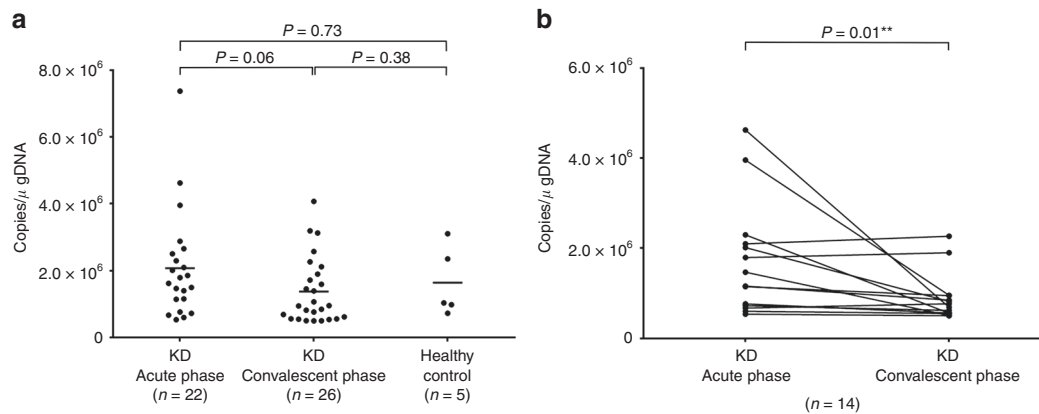 a
P = 0.73
P = 0.06
P = 0.38
Copies/μ gDNA
8.0 × 10⁶
6.0 × 10⁶
4.0 × 10⁶
2.0 × 10⁶
0
KD
Acute phase
(n = 22)
KD
Convalescent phase
(n = 26)
Healthy
control
(n = 5)
b
P = 0.01**
Copies/μ gDNA
6.0 × 10⁶
4.0 × 10⁶
2.0 × 10⁶
0
KD
Acute phase
KD
Convalescent phase
(n = 14)